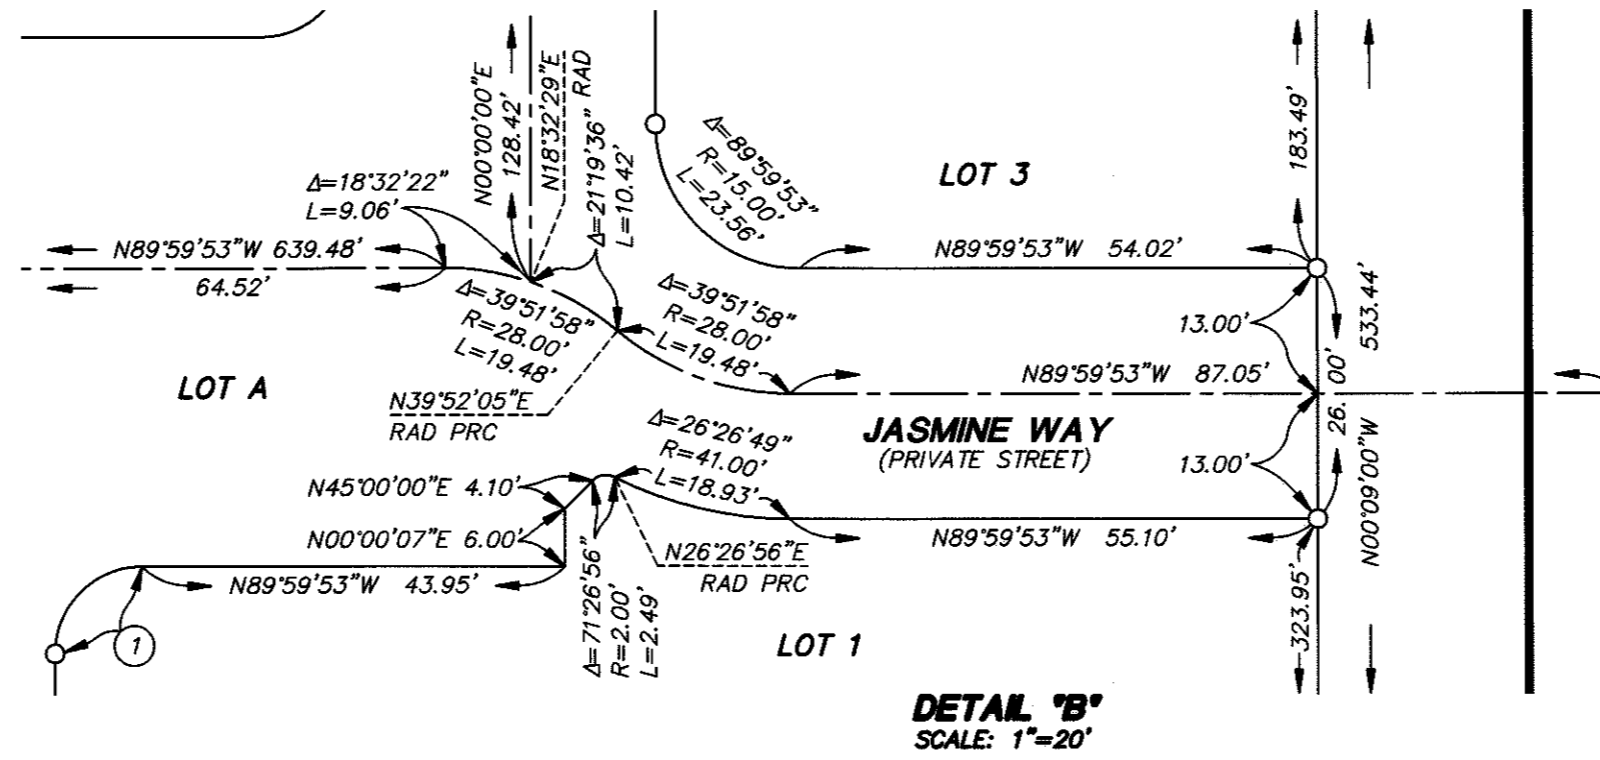 N00°00'00"E
128.42'
N18°32'29"E
RAD
Δ=21°19'36"
L=10.42'
Δ=18°32'22"
L=9.06'
Δ=89°59'53"
R=15.00'
L=23.56'
LOT 3
183.49'
N89°59'53"W 639.48'
64.52'
N89°59'53"W 54.02'
Δ=39°51'58"
R=28.00'
L=19.48'
Δ=39°51'58"
R=28.00'
L=19.48'
13.00'
533.44'
26.00'
LOT A
N39°52'05"E
RAD PRC
N89°59'53"W 87.05'
JASMINE WAY
(PRIVATE STREET)
Δ=26°26'49"
R=41.00'
L=18.93'
13.00'
N45°00'00"E 4.10'
N00°00'07"E 6.00'
N89°59'53"W 55.10'
N00°09'00"W
N26°26'56"E
RAD PRC
N89°59'53"W 43.95'
Δ=71°26'56"
R=2.00'
L=2.49'
323.95'
1
LOT 1
DETAIL "B"
SCALE: 1"=20'